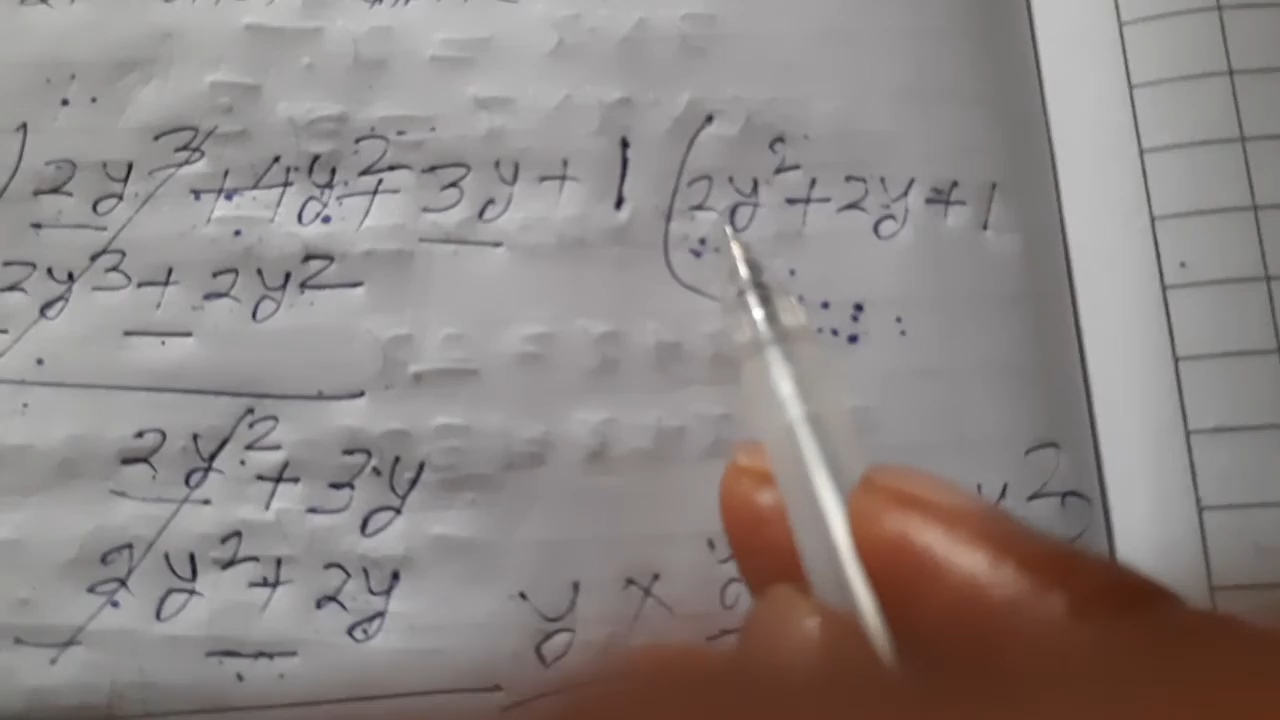 ) 2y³ + 4y² + 3y + 1 ( 2y² + 2y + 1
2y³ + 2y²
2y² + 3y
2y² + 2y
y ×